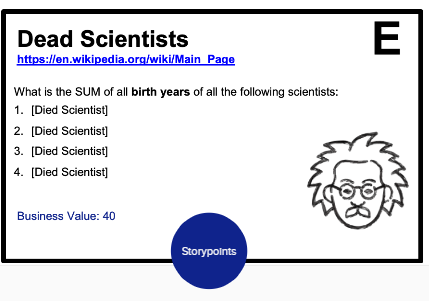 Dead Scientists
E
https://en.wikipedia.org/wiki/Main_Page
What is the SUM of all birth years of all the following scientists:
1. [Died Scientist]
2. [Died Scientist]
3. [Died Scientist]
4. [Died Scientist]
Business Value: 40
Storypoints